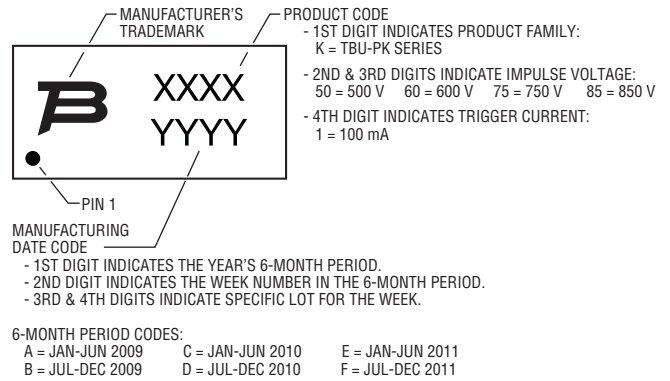 MANUFACTURER'S
TRADEMARK
PRODUCT CODE
- 1ST DIGIT INDICATES PRODUCT FAMILY:
K = TBU-PK SERIES
- 2ND & 3RD DIGITS INDICATE IMPULSE VOLTAGE:
50 = 500 V 60 = 600 V 75 = 750 V 85 = 850 V
- 4TH DIGIT INDICATES TRIGGER CURRENT:
1 = 100 mA
B
XXXX
YYYY
PIN 1
MANUFACTURING
DATE CODE
- 1ST DIGIT INDICATES THE YEAR'S 6-MONTH PERIOD.
- 2ND DIGIT INDICATES THE WEEK NUMBER IN THE 6-MONTH PERIOD.
- 3RD & 4TH DIGITS INDICATE SPECIFIC LOT FOR THE WEEK.
6-MONTH PERIOD CODES:
A = JAN-JUN 2009 C = JAN-JUN 2010 E = JAN-JUN 2011
B = JUL-DEC 2009 D = JUL-DEC 2010 F = JUL-DEC 2011